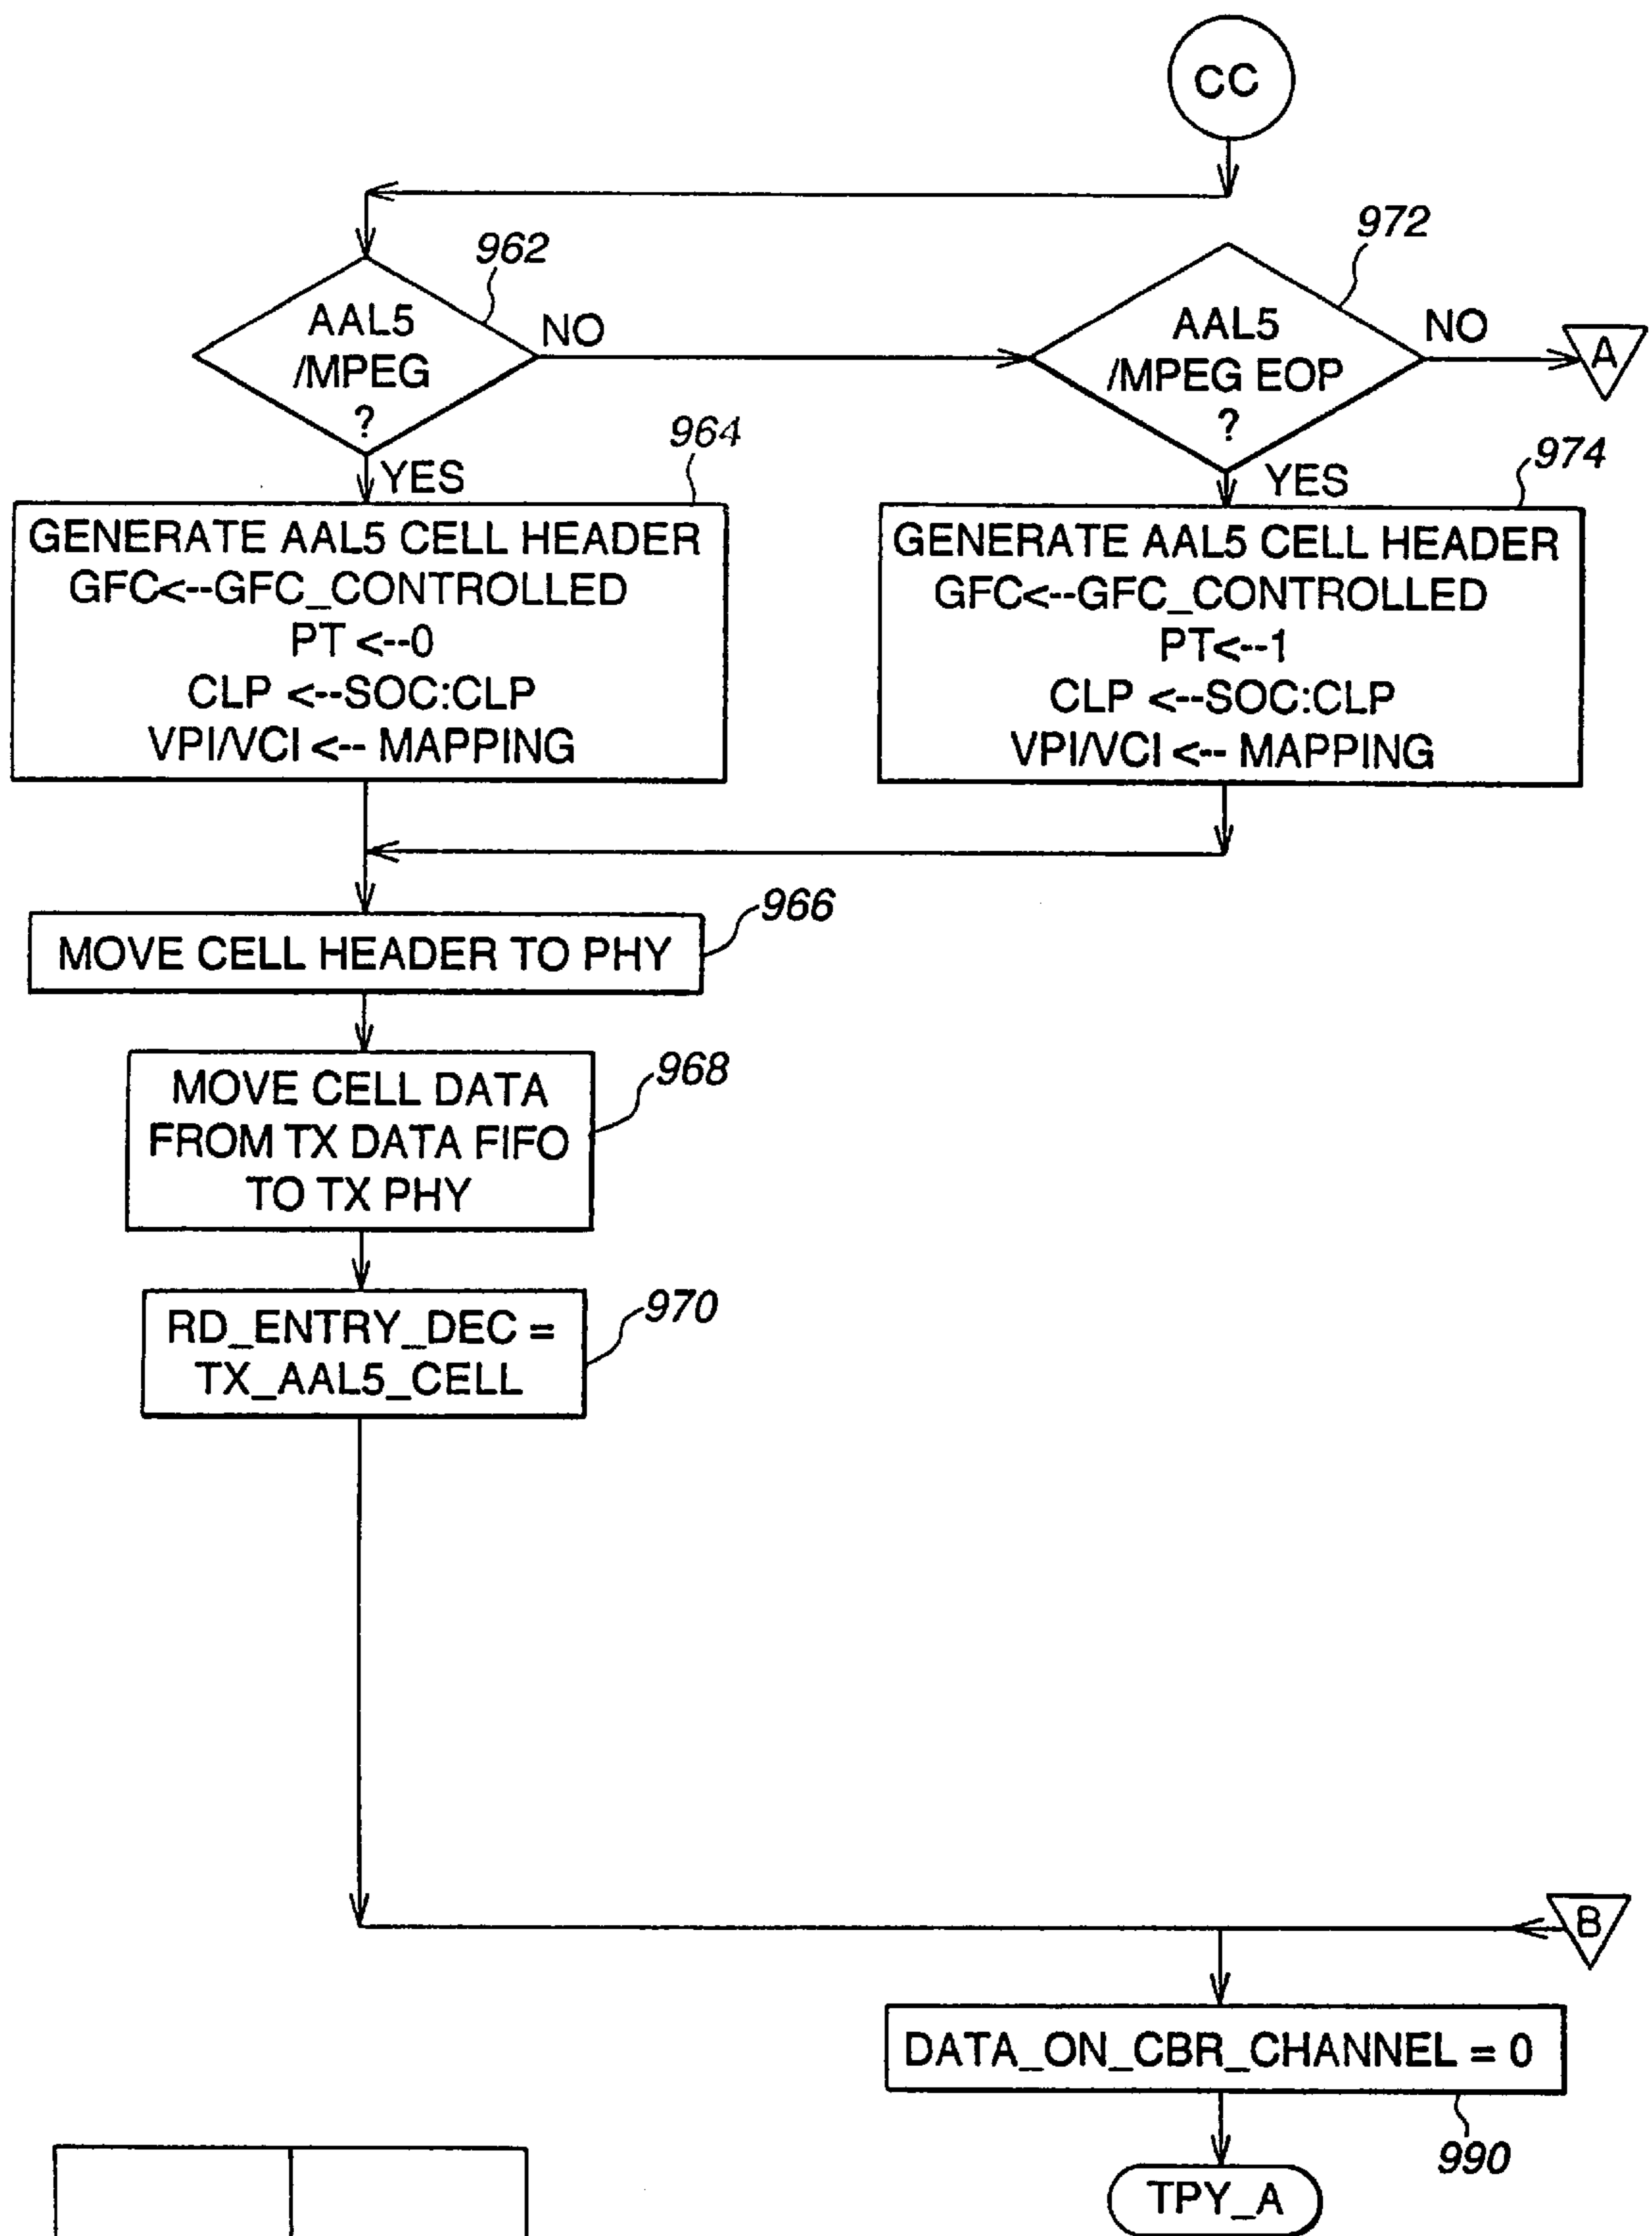 CC
962
AAL5
/MPEG
?
NO
972
AAL5
/MPEG EOP
?
NO
A
YES
964
GENERATE AAL5 CELL HEADER
GFC<--GFC_CONTROLLED
PT <--0
CLP <--SOC:CLP
VPI/VCI <-- MAPPING
YES
974
GENERATE AAL5 CELL HEADER
GFC<--GFC_CONTROLLED
PT<--1
CLP <--SOC:CLP
VPI/VCI <-- MAPPING
966
MOVE CELL HEADER TO PHY
968
MOVE CELL DATA
FROM TX DATA FIFO
TO TX PHY
970
RD_ENTRY_DEC =
TX_AAL5_CELL
B
DATA_ON_CBR_CHANNEL = 0
990
TPY_A